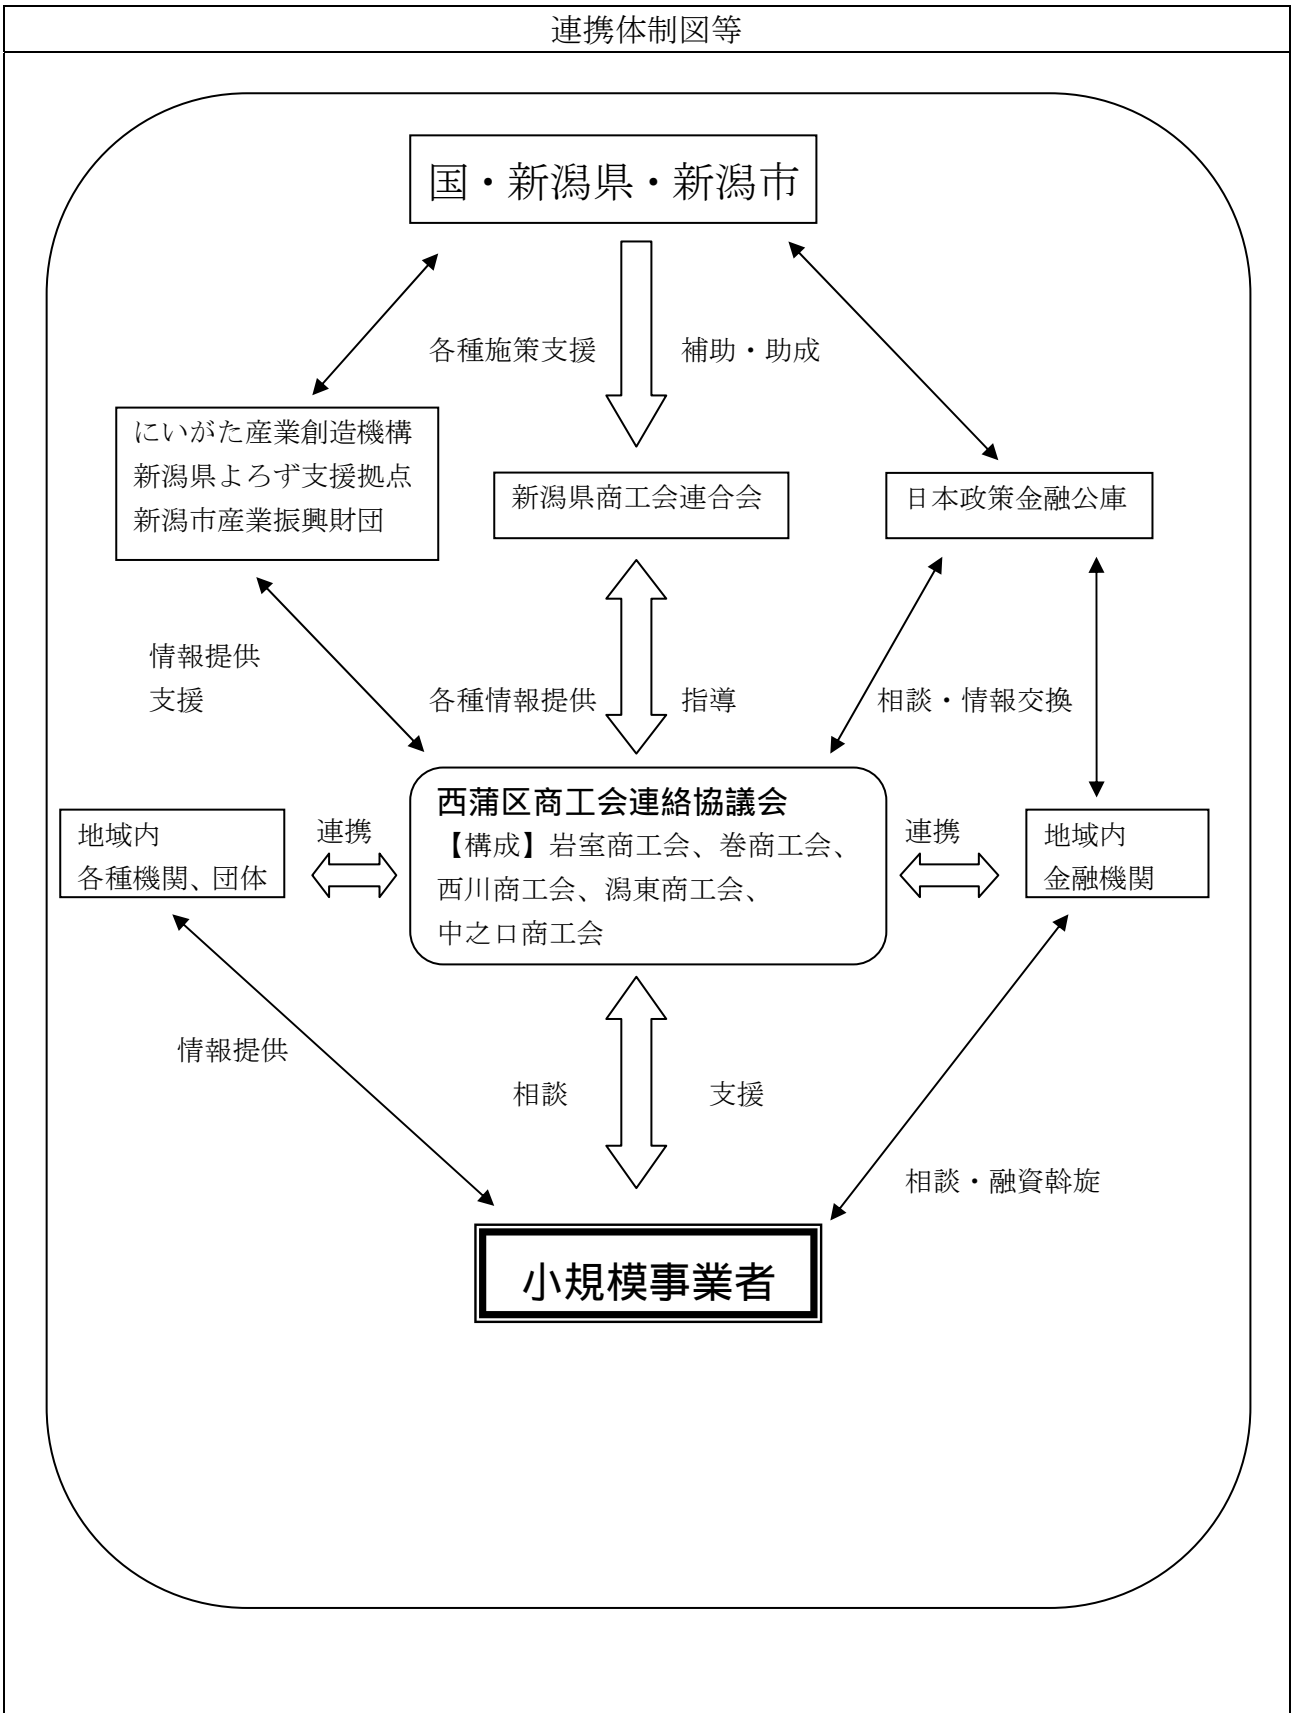 連携体制図等
国・新潟県・新潟市
各種施策支援
補助・助成
にいがた産業創造機構
新潟県よろず支援拠点
新潟市産業振興財団
新潟県商工会連合会
日本政策金融公庫
情報提供
支援
各種情報提供
指導
相談・情報交換
西蒲区商工会連絡協議会
【構成】岩室商工会、巻商工会、
西川商工会、潟東商工会、
中之口商工会
地域内
各種機関、団体
連携
連携
地域内
金融機関
情報提供
相談
支援
相談・融資斡旋
小規模事業者